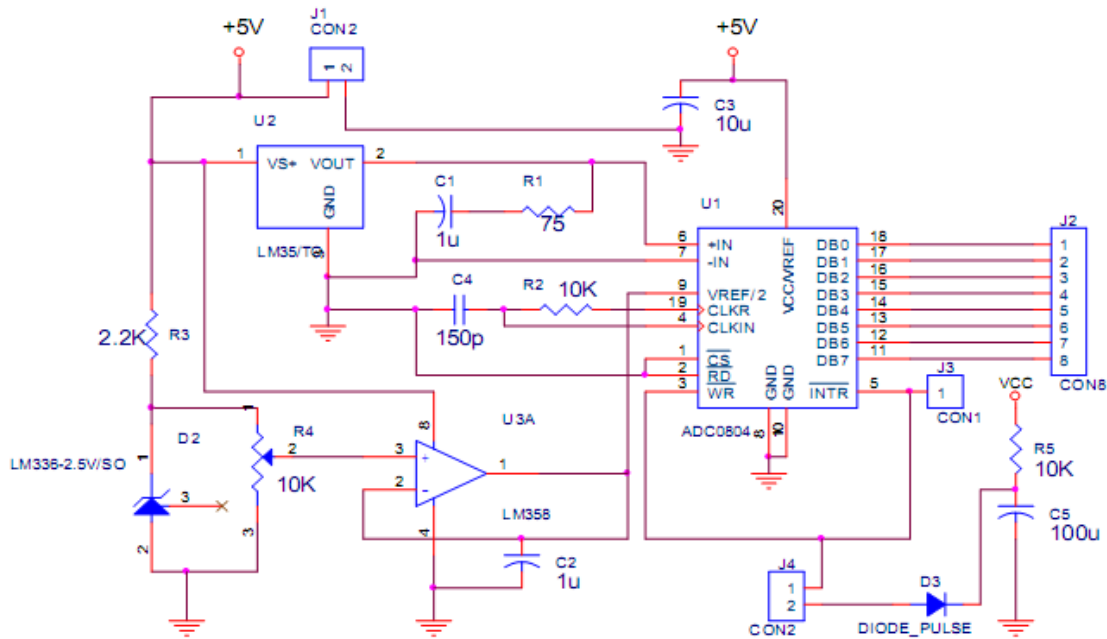 J1
CON2
+5V
+5V
1
2
C3
10u
U2
1
VS+
VOUT
2
GND
3
LM35/TO
C1
1u
R1
75
U1
20
J2
6
+IN
7
-IN
9
VREF/2
19
CLKR
4
CLKIN
1
CS
2
RD
3
WR
VCC/VREF
DB0
18
1
DB1
17
2
DB2
16
3
DB3
15
4
DB4
14
5
DB5
13
6
DB6
12
7
DB7
11
8
CON8
GND
GND
INTR
5
8
10
ADC0804
C4
150p
R2
10K
2.2K
R3
J3
1
CON1
VCC
R5
10K
C5
100u
D2
LM336-2.5V/SO
1
3
2
1
R4
2
10K
3
U3A
8
3
+
2
-
1
4
LM358
C2
1u
J4
1
2
CON2
D3
DIODE_PULSE